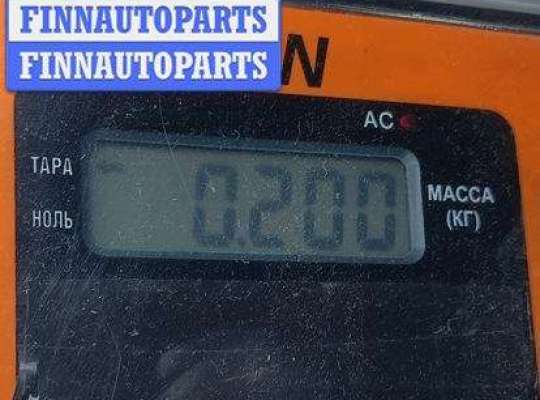 FINNAUTOPARTS
FINNAUTOPARTS
N
AC
ТАРА
0.200
МАССА
(КГ)
НОЛЬ